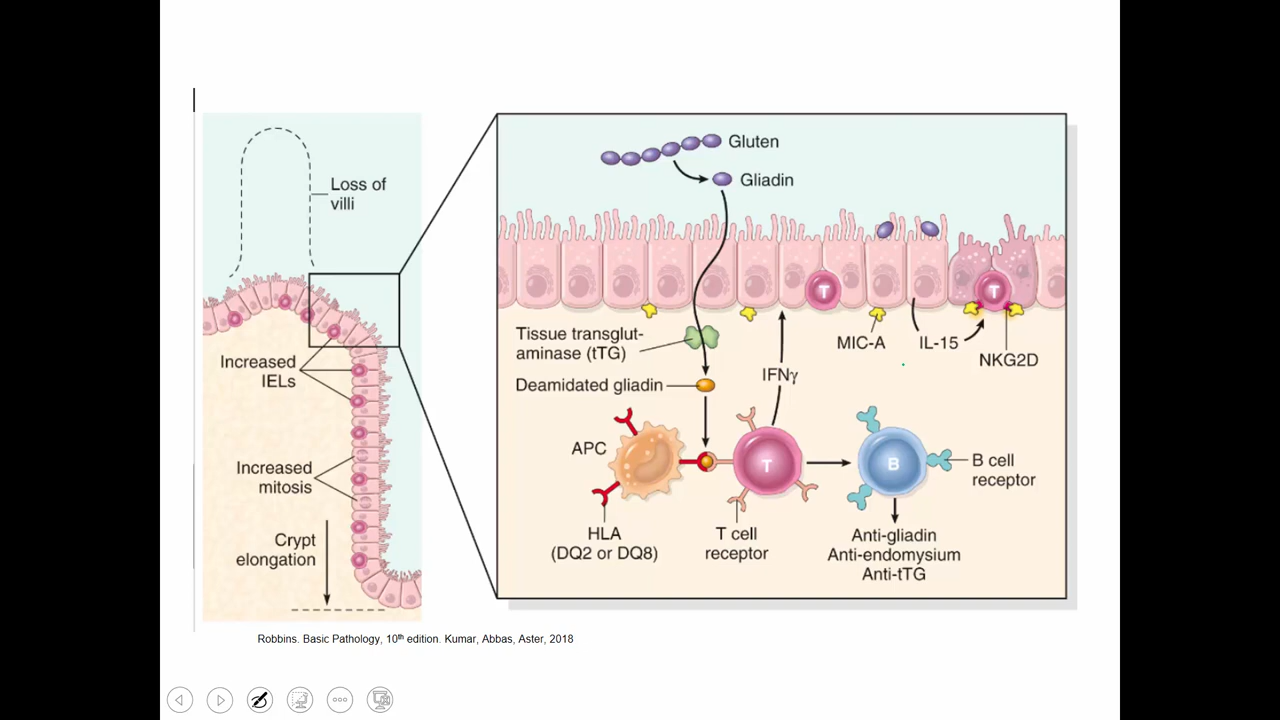 Loss of
villi
Increased
IELs
Increased
mitosis
Crypt
elongation
Gluten
Gliadin
Tissue transglut-
aminase (tTG)
Deamidated gliadin
IFNγ
MIC-A
IL-15
NKG2D
T
T
APC
T
B
B cell
receptor
HLA
(DQ2 or DQ8)
T cell
receptor
Anti-gliadin
Anti-endomysium
Anti-tTG
Robbins. Basic Pathology, 10th edition. Kumar, Abbas, Aster, 2018